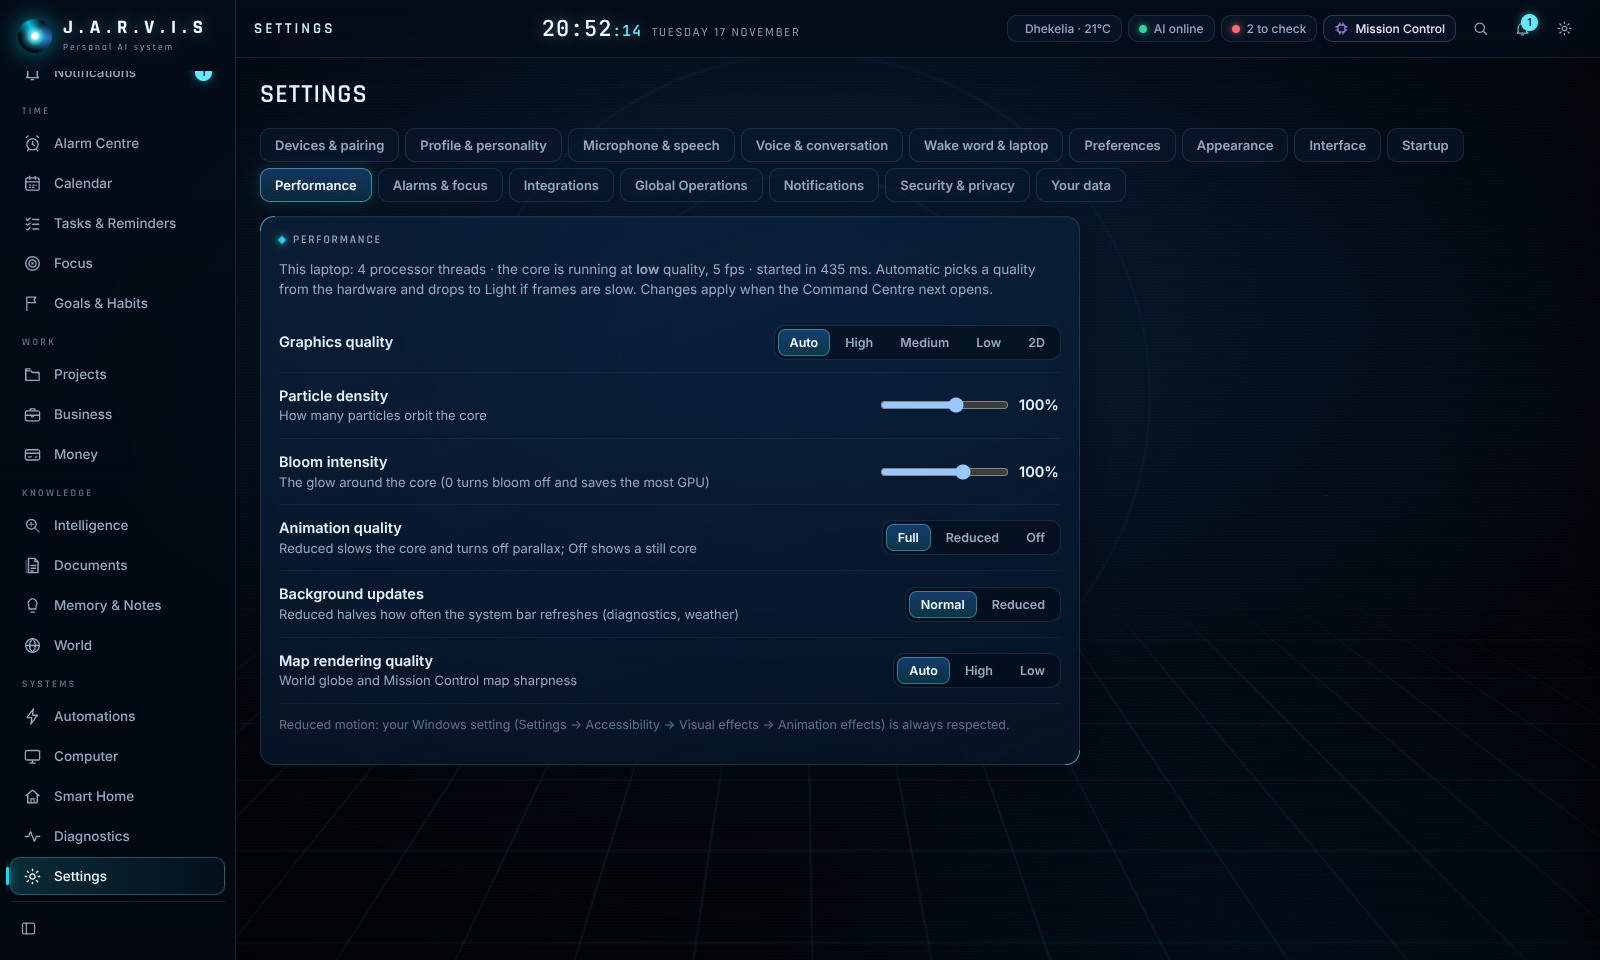 J.A.R.V.I.S
Personal AI system
SETTINGS
20:52:14 TUESDAY 17 NOVEMBER
Dhekelia · 21°C
AI online
2 to check
Mission Control
1
Notifications
1
TIME
Alarm Centre
Calendar
Tasks & Reminders
Focus
Goals & Habits
WORK
Projects
Business
Money
KNOWLEDGE
Intelligence
Documents
Memory & Notes
World
SYSTEMS
Automations
Computer
Smart Home
Diagnostics
Settings
SETTINGS
Devices & pairing
Profile & personality
Microphone & speech
Voice & conversation
Wake word & laptop
Preferences
Appearance
Interface
Startup
Performance
Alarms & focus
Integrations
Global Operations
Notifications
Security & privacy
Your data
PERFORMANCE
This laptop: 4 processor threads · the core is running at low quality, 5 fps · started in 435 ms. Automatic picks a quality
from the hardware and drops to Light if frames are slow. Changes apply when the Command Centre next opens.
Graphics quality
Auto High Medium Low 2D
Particle density
How many particles orbit the core
100%
Bloom intensity
The glow around the core (0 turns bloom off and saves the most GPU)
100%
Animation quality
Reduced slows the core and turns off parallax; Off shows a still core
Full Reduced Off
Background updates
Reduced halves how often the system bar refreshes (diagnostics, weather)
Normal Reduced
Map rendering quality
World globe and Mission Control map sharpness
Auto High Low
Reduced motion: your Windows setting (Settings → Accessibility → Visual effects → Animation effects) is always respected.